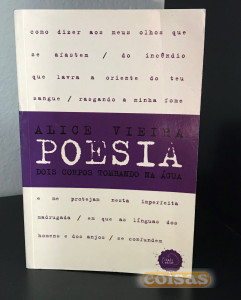 como dizer aos meus olhos que
se afastem / do incêndio
que lavra a oriente do teu
sangue / rasgando a minha fome
ALICE VIEIRA
POESIA
DOIS CORPOS TOMBANDO NA ÁGUA
e me protejam nesta imperfeita
madrugada / em que as línguas dos
homens e dos anjos / se confundem
coisas